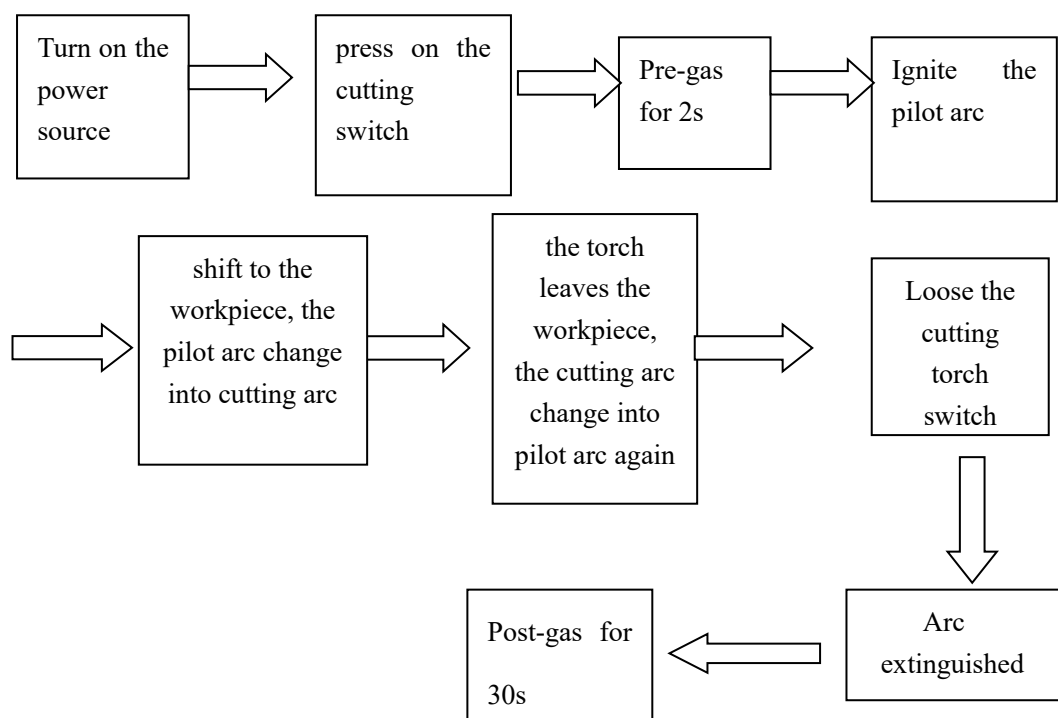 Turn on the
power
source
press on the
cutting
switch
Pre-gas
for 2s
Ignite the
pilot arc
shift to the
workpiece, the
pilot arc change
into cutting arc
the torch
leaves the
workpiece,
the cutting arc
change into
pilot arc again
Loose the
cutting
torch
switch
Arc
extinguished
Post-gas for
30s